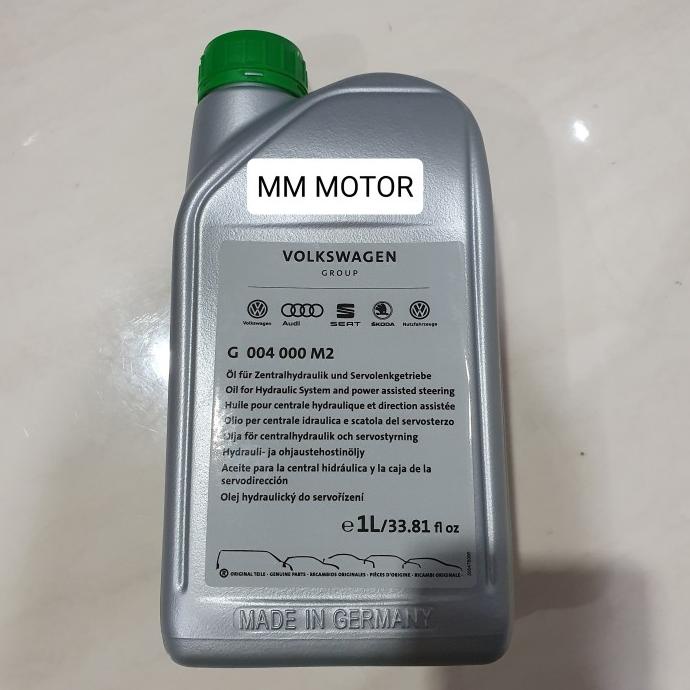 MM MOTOR
VOLKSWAGEN
GROUP
Volkswagen Audi SEAT ŠKODA Nutzfahrzeuge
G 004 000 M2
Öl für Zentralhydraulik und Servolenkgetriebe
Oil for Hydraulic System and power assisted steering
Huile pour centrale hydraulique et direction assistée
Olio per centrale idraulica e scatola del servosterzo
Olja för centralhydraulik och servostyrning
Hydrauli- ja ohjaustehostinöljy
Aceite para la central hidráulica y la caja de la
servodirección
Olej hydraulický do servořízení
e 1L/33.81 fl oz
® ORIGINAL TEILE · GENUINE PARTS · RECAMBIOS ORIGINALES · PIÈCES D'ORIGINE · RICAMBI ORIGINALE
MADE IN GERMANY